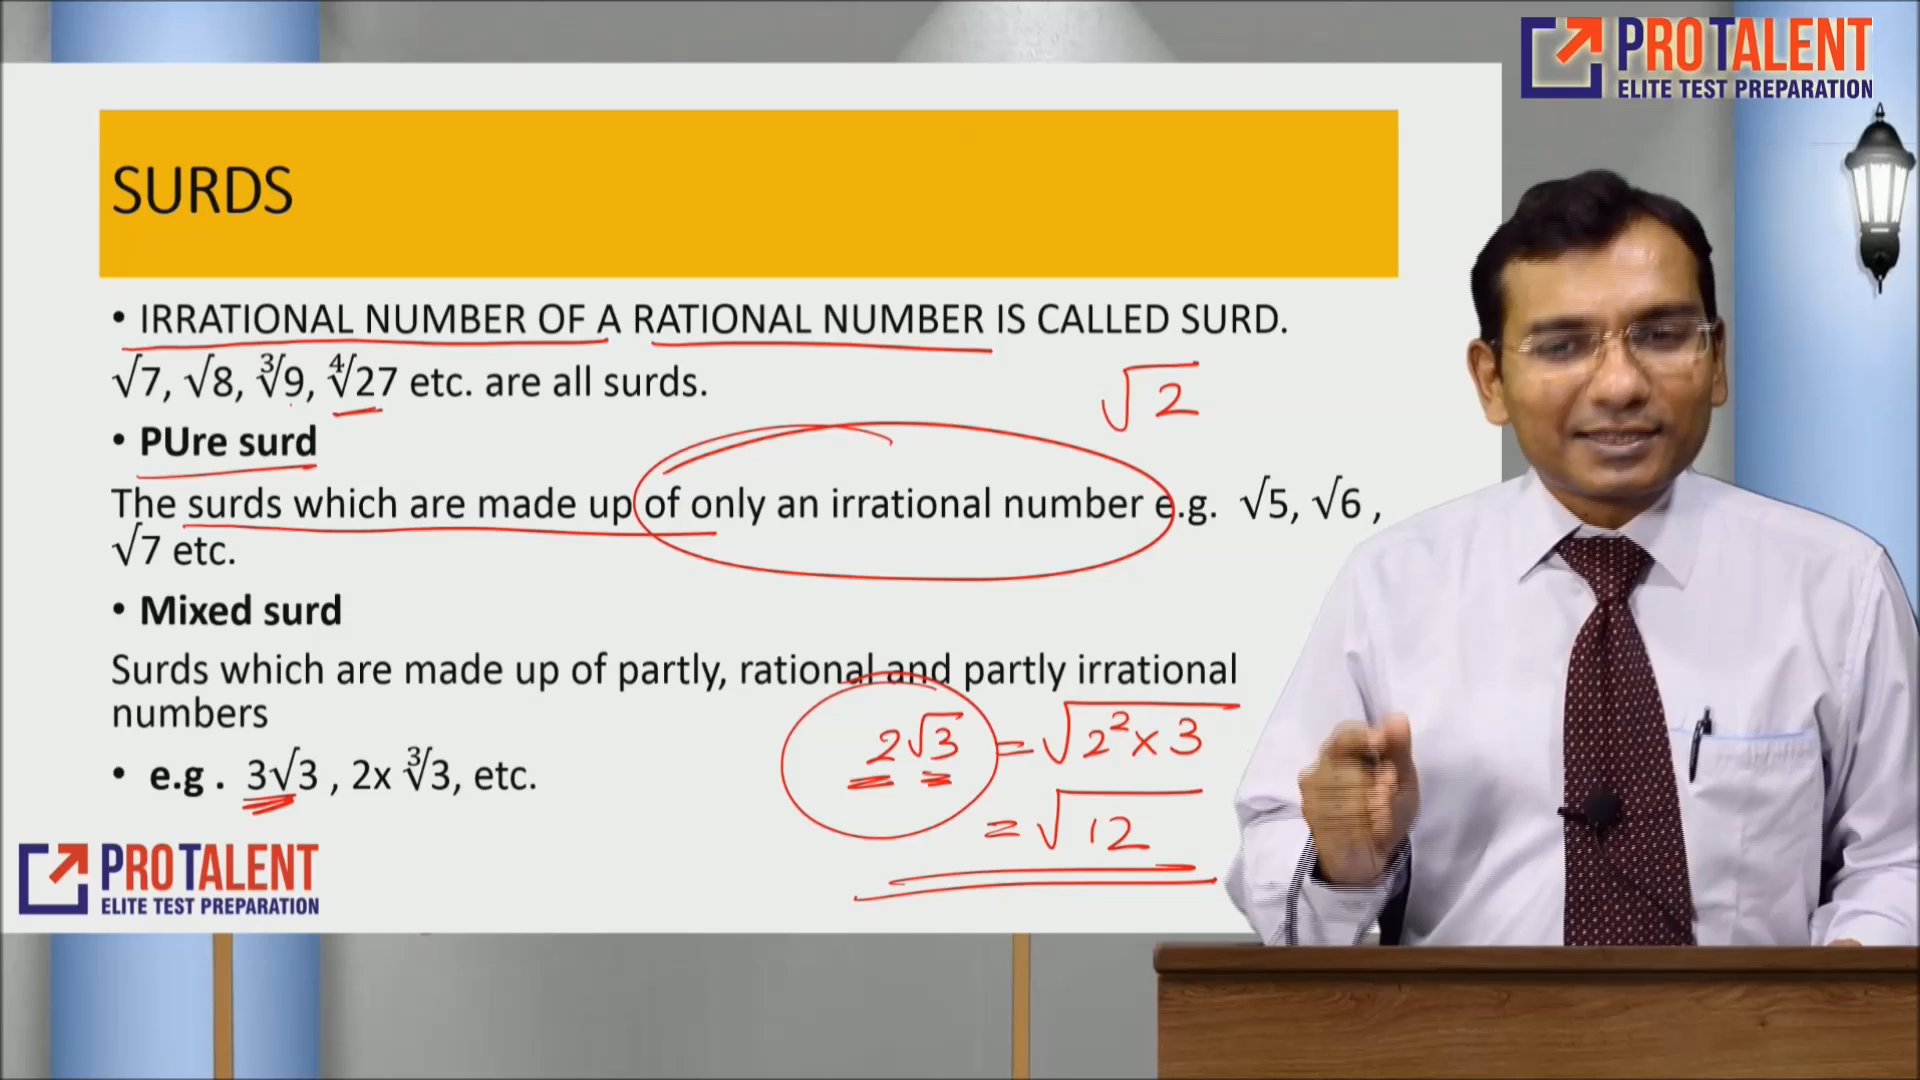 PROTALENT
ELITE TEST PREPARATION
SURDS
• IRRATIONAL NUMBER OF A RATIONAL NUMBER IS CALLED SURD.
√7, √8, ∛9, ∜27 etc. are all surds.
√2
• PUre surd
The surds which are made up of only an irrational number e.g. √5, √6 ,
√7 etc.
• Mixed surd
Surds which are made up of partly, rational and partly irrational
numbers
2√3 = √2²×3
• e.g . 3√3 , 2x ∛3, etc.
= √12
PROTALENT
ELITE TEST PREPARATION